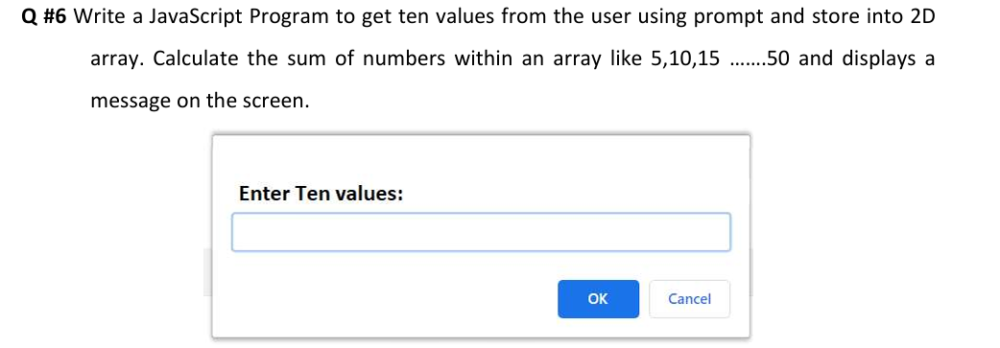 Q #6 Write a JavaScript Program to get ten values from the user using prompt and store into 2D
array. Calculate the sum of numbers within an array like 5,10,15 .......50 and displays a
message on the screen.
Enter Ten values:
OK Cancel